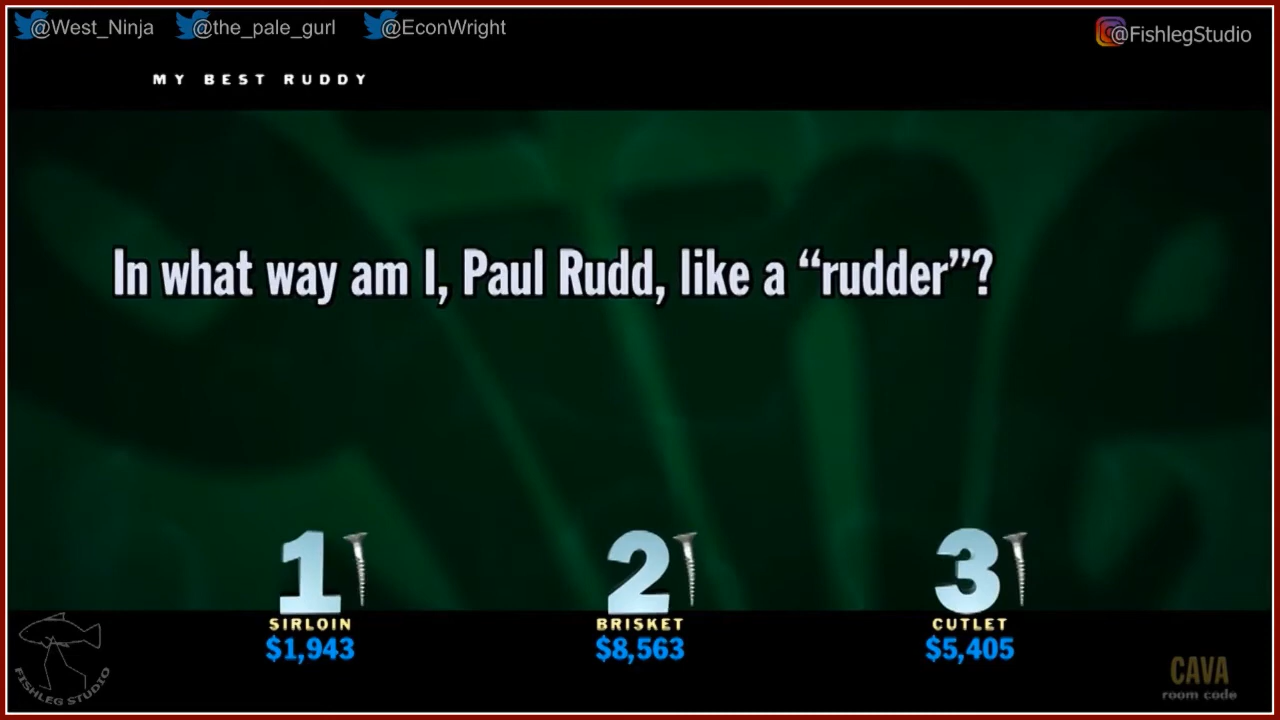 @West_Ninja @the_pale_gurl @EconWright
@FishlegStudio
MY BEST RUDDY
In what way am I, Paul Rudd, like a “rudder”?
1 2 3
SIRLOIN BRISKET CUTLET
$1,943 $8,563 $5,405
FISHLEG STUDIO
CAVA
room code